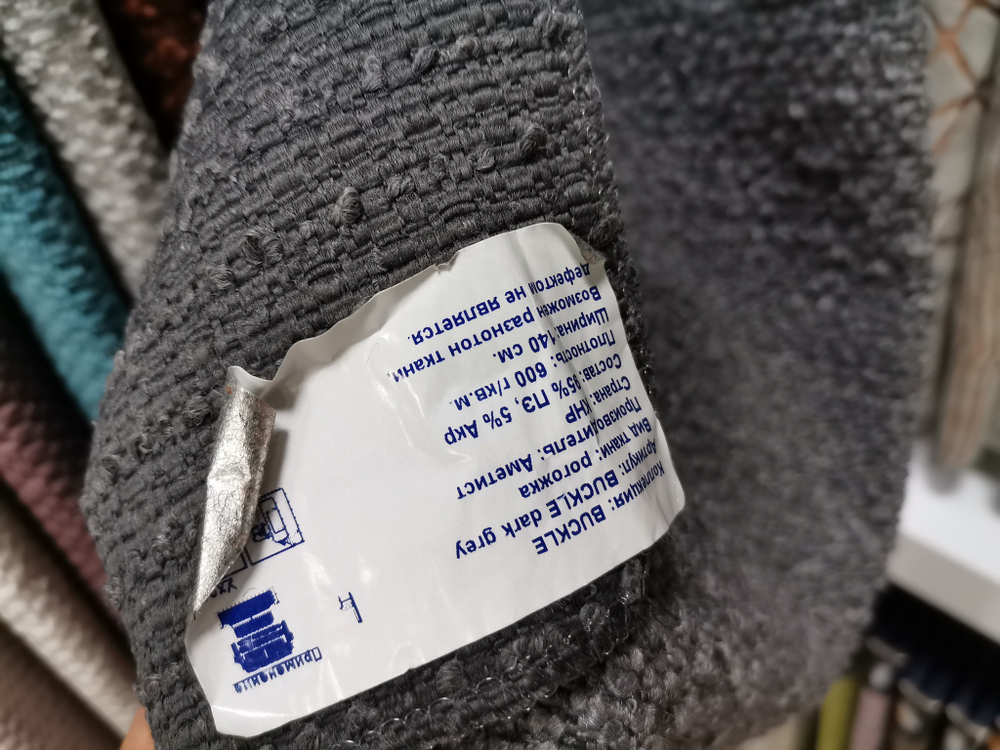 Коллекция: BUCKLE
Артикул: BUCKLE dark grey
Вид ткани: рогожка
Производитель: Аметист
Страна: КНР
Состав: 95% ПЭ, 5% Акр
Плотность: 600 г/кв.м.
Ширина: 140 см.
Возможен разнотон ткани,
дефектом не является.
Применение